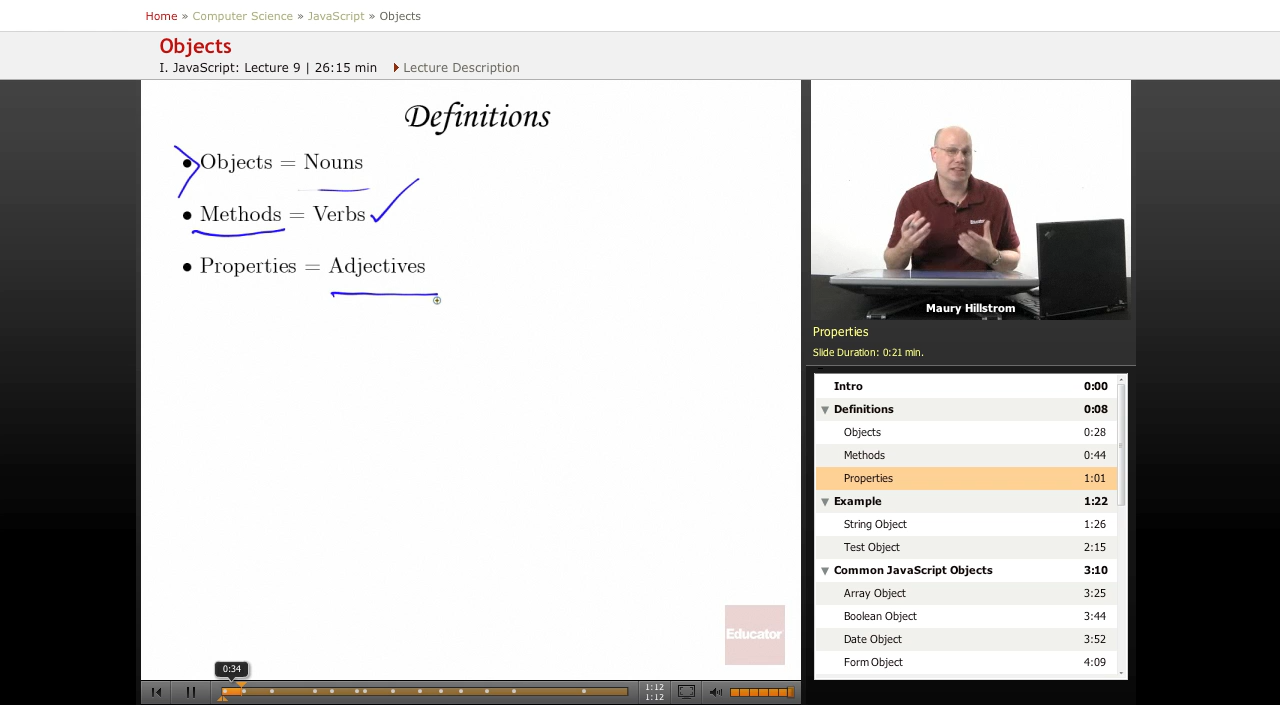 Home » Computer Science » JavaScript » Objects
Objects
I. JavaScript: Lecture 9 | 26:15 min
Lecture Description
Definitions
• Objects = Nouns
• Methods = Verbs
• Properties = Adjectives
Educator
0:34
1:12
1:12
Maury Hillstrom
Properties
Slide Duration: 0:21 min.
Intro 0:00
Definitions 0:08
Objects 0:28
Methods 0:44
Properties 1:01
Example 1:22
String Object 1:26
Test Object 2:15
Common JavaScript Objects 3:10
Array Object 3:25
Boolean Object 3:44
Date Object 3:52
Form Object 4:09